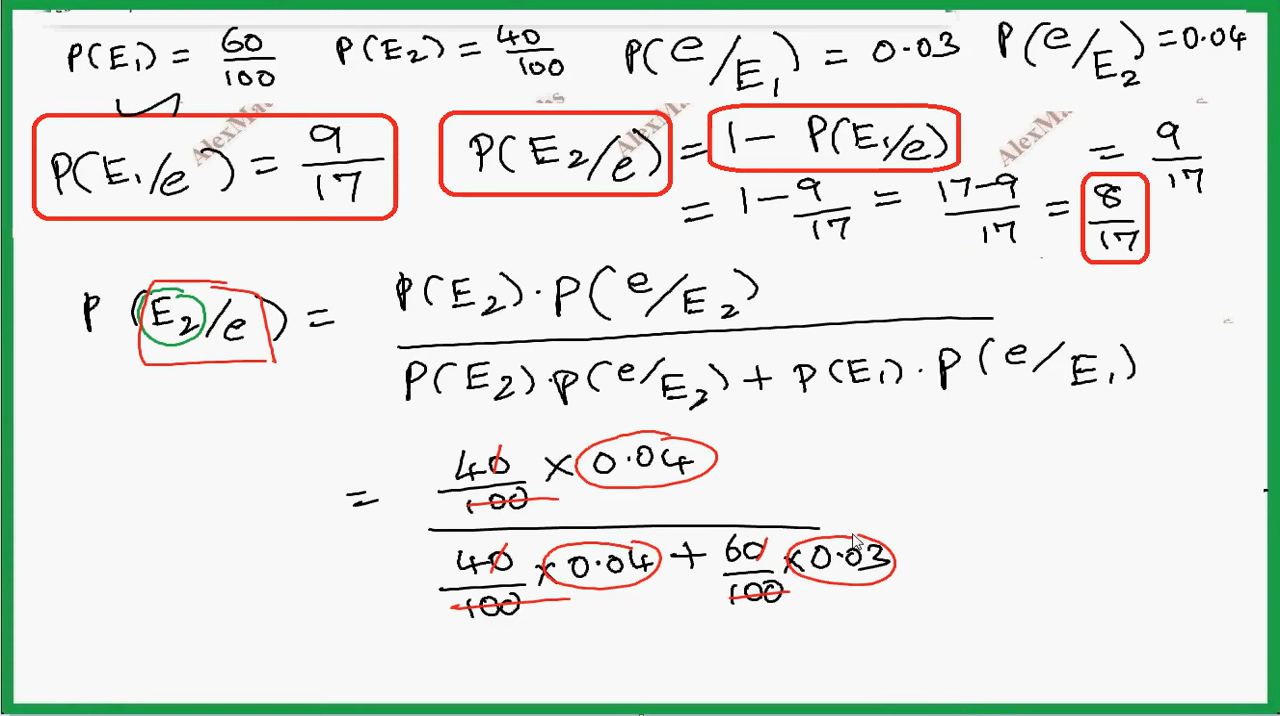 P(E₁) = 60/100 P(E₂) = 40/100 P(e/E₁) = 0.03 P(e/E₂) = 0.04
P(E₁/e) = 9/17 P(E₂/e) = 1 − P(E₁/e) = 9/17
= 1 − 9/17 = 17−9/17 = 8/17
P(E₂/e) = P(E₂)·P(e/E₂)
P(E₂)·P(e/E₂) + P(E₁)·P(e/E₁)
= 40/100 × 0.04
40/100 × 0.04 + 60/100 × 0.03